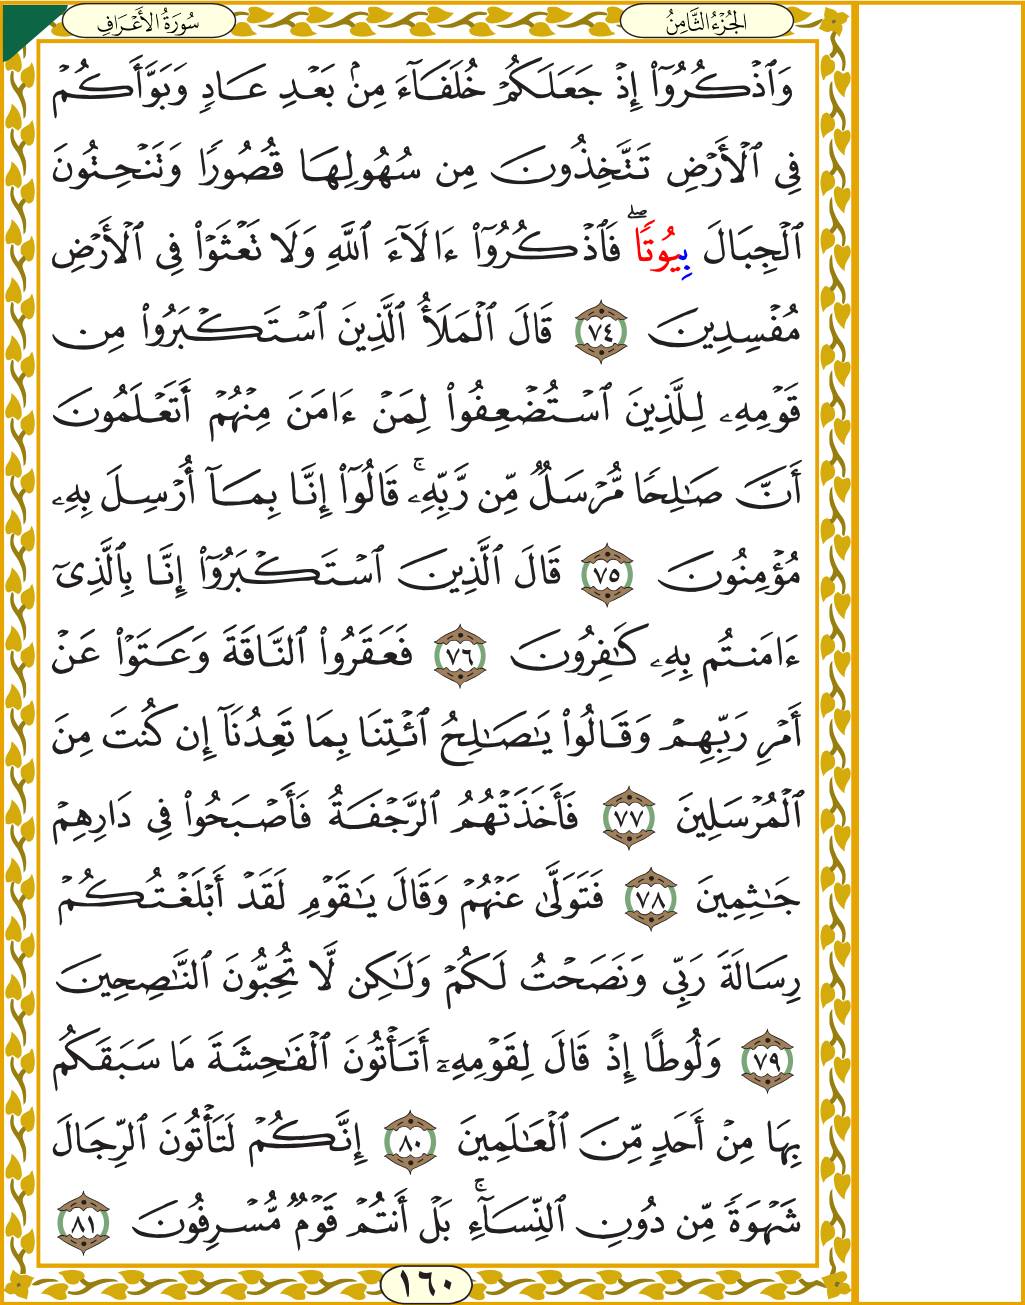 سُورَةُ الأَعْرَافِ
الجُزْءُ الثَّامِنُ
وَٱذْكُرُوٓا۟ إِذْ جَعَلَكُمْ خُلَفَآءَ مِنۢ بَعْدِ عَادٍ وَبَوَّأَكُمْ
فِى ٱلْأَرْضِ تَتَّخِذُونَ مِن سُهُولِهَا قُصُورًا وَتَنْحِتُونَ
ٱلْجِبَالَ بِيُوتًا ۖ فَٱذْكُرُوٓا۟ ءَالَآءَ ٱللَّهِ وَلَا تَعْثَوْا۟ فِى ٱلْأَرْضِ
مُفْسِدِينَ ٧٤ قَالَ ٱلْمَلَأُ ٱلَّذِينَ ٱسْتَكْبَرُوا۟ مِن
قَوْمِهِۦ لِلَّذِينَ ٱسْتُضْعِفُوا۟ لِمَنْ ءَامَنَ مِنْهُمْ أَتَعْلَمُونَ
أَنَّ صَـٰلِحًا مُّرْسَلٌ مِّن رَّبِّهِۦ ۚ قَالُوٓا۟ إِنَّا بِمَآ أُرْسِلَ بِهِۦ
مُؤْمِنُونَ ٧٥ قَالَ ٱلَّذِينَ ٱسْتَكْبَرُوٓا۟ إِنَّا بِٱلَّذِىٓ
ءَامَنتُم بِهِۦ كَـٰفِرُونَ ٧٦ فَعَقَرُوا۟ ٱلنَّاقَةَ وَعَتَوْا۟ عَنْ
أَمْرِ رَبِّهِمْ وَقَالُوا۟ يَـٰصَـٰلِحُ ٱئْتِنَا بِمَا تَعِدُنَآ إِن كُنتَ مِنَ
ٱلْمُرْسَلِينَ ٧٧ فَأَخَذَتْهُمُ ٱلرَّجْفَةُ فَأَصْبَحُوا۟ فِى دَارِهِمْ
جَـٰثِمِينَ ٧٨ فَتَوَلَّىٰ عَنْهُمْ وَقَالَ يَـٰقَوْمِ لَقَدْ أَبْلَغْتُكُمْ
رِسَالَةَ رَبِّى وَنَصَحْتُ لَكُمْ وَلَـٰكِن لَّا تُحِبُّونَ ٱلنَّـٰصِحِينَ
٧٩ وَلُوطًا إِذْ قَالَ لِقَوْمِهِۦٓ أَتَأْتُونَ ٱلْفَـٰحِشَةَ مَا سَبَقَكُم
بِهَا مِنْ أَحَدٍ مِّنَ ٱلْعَـٰلَمِينَ ٨٠ إِنَّكُمْ لَتَأْتُونَ ٱلرِّجَالَ
شَهْوَةً مِّن دُونِ ٱلنِّسَآءِ ۚ بَلْ أَنتُمْ قَوْمٌ مُّسْرِفُونَ ٨١
١٦٠